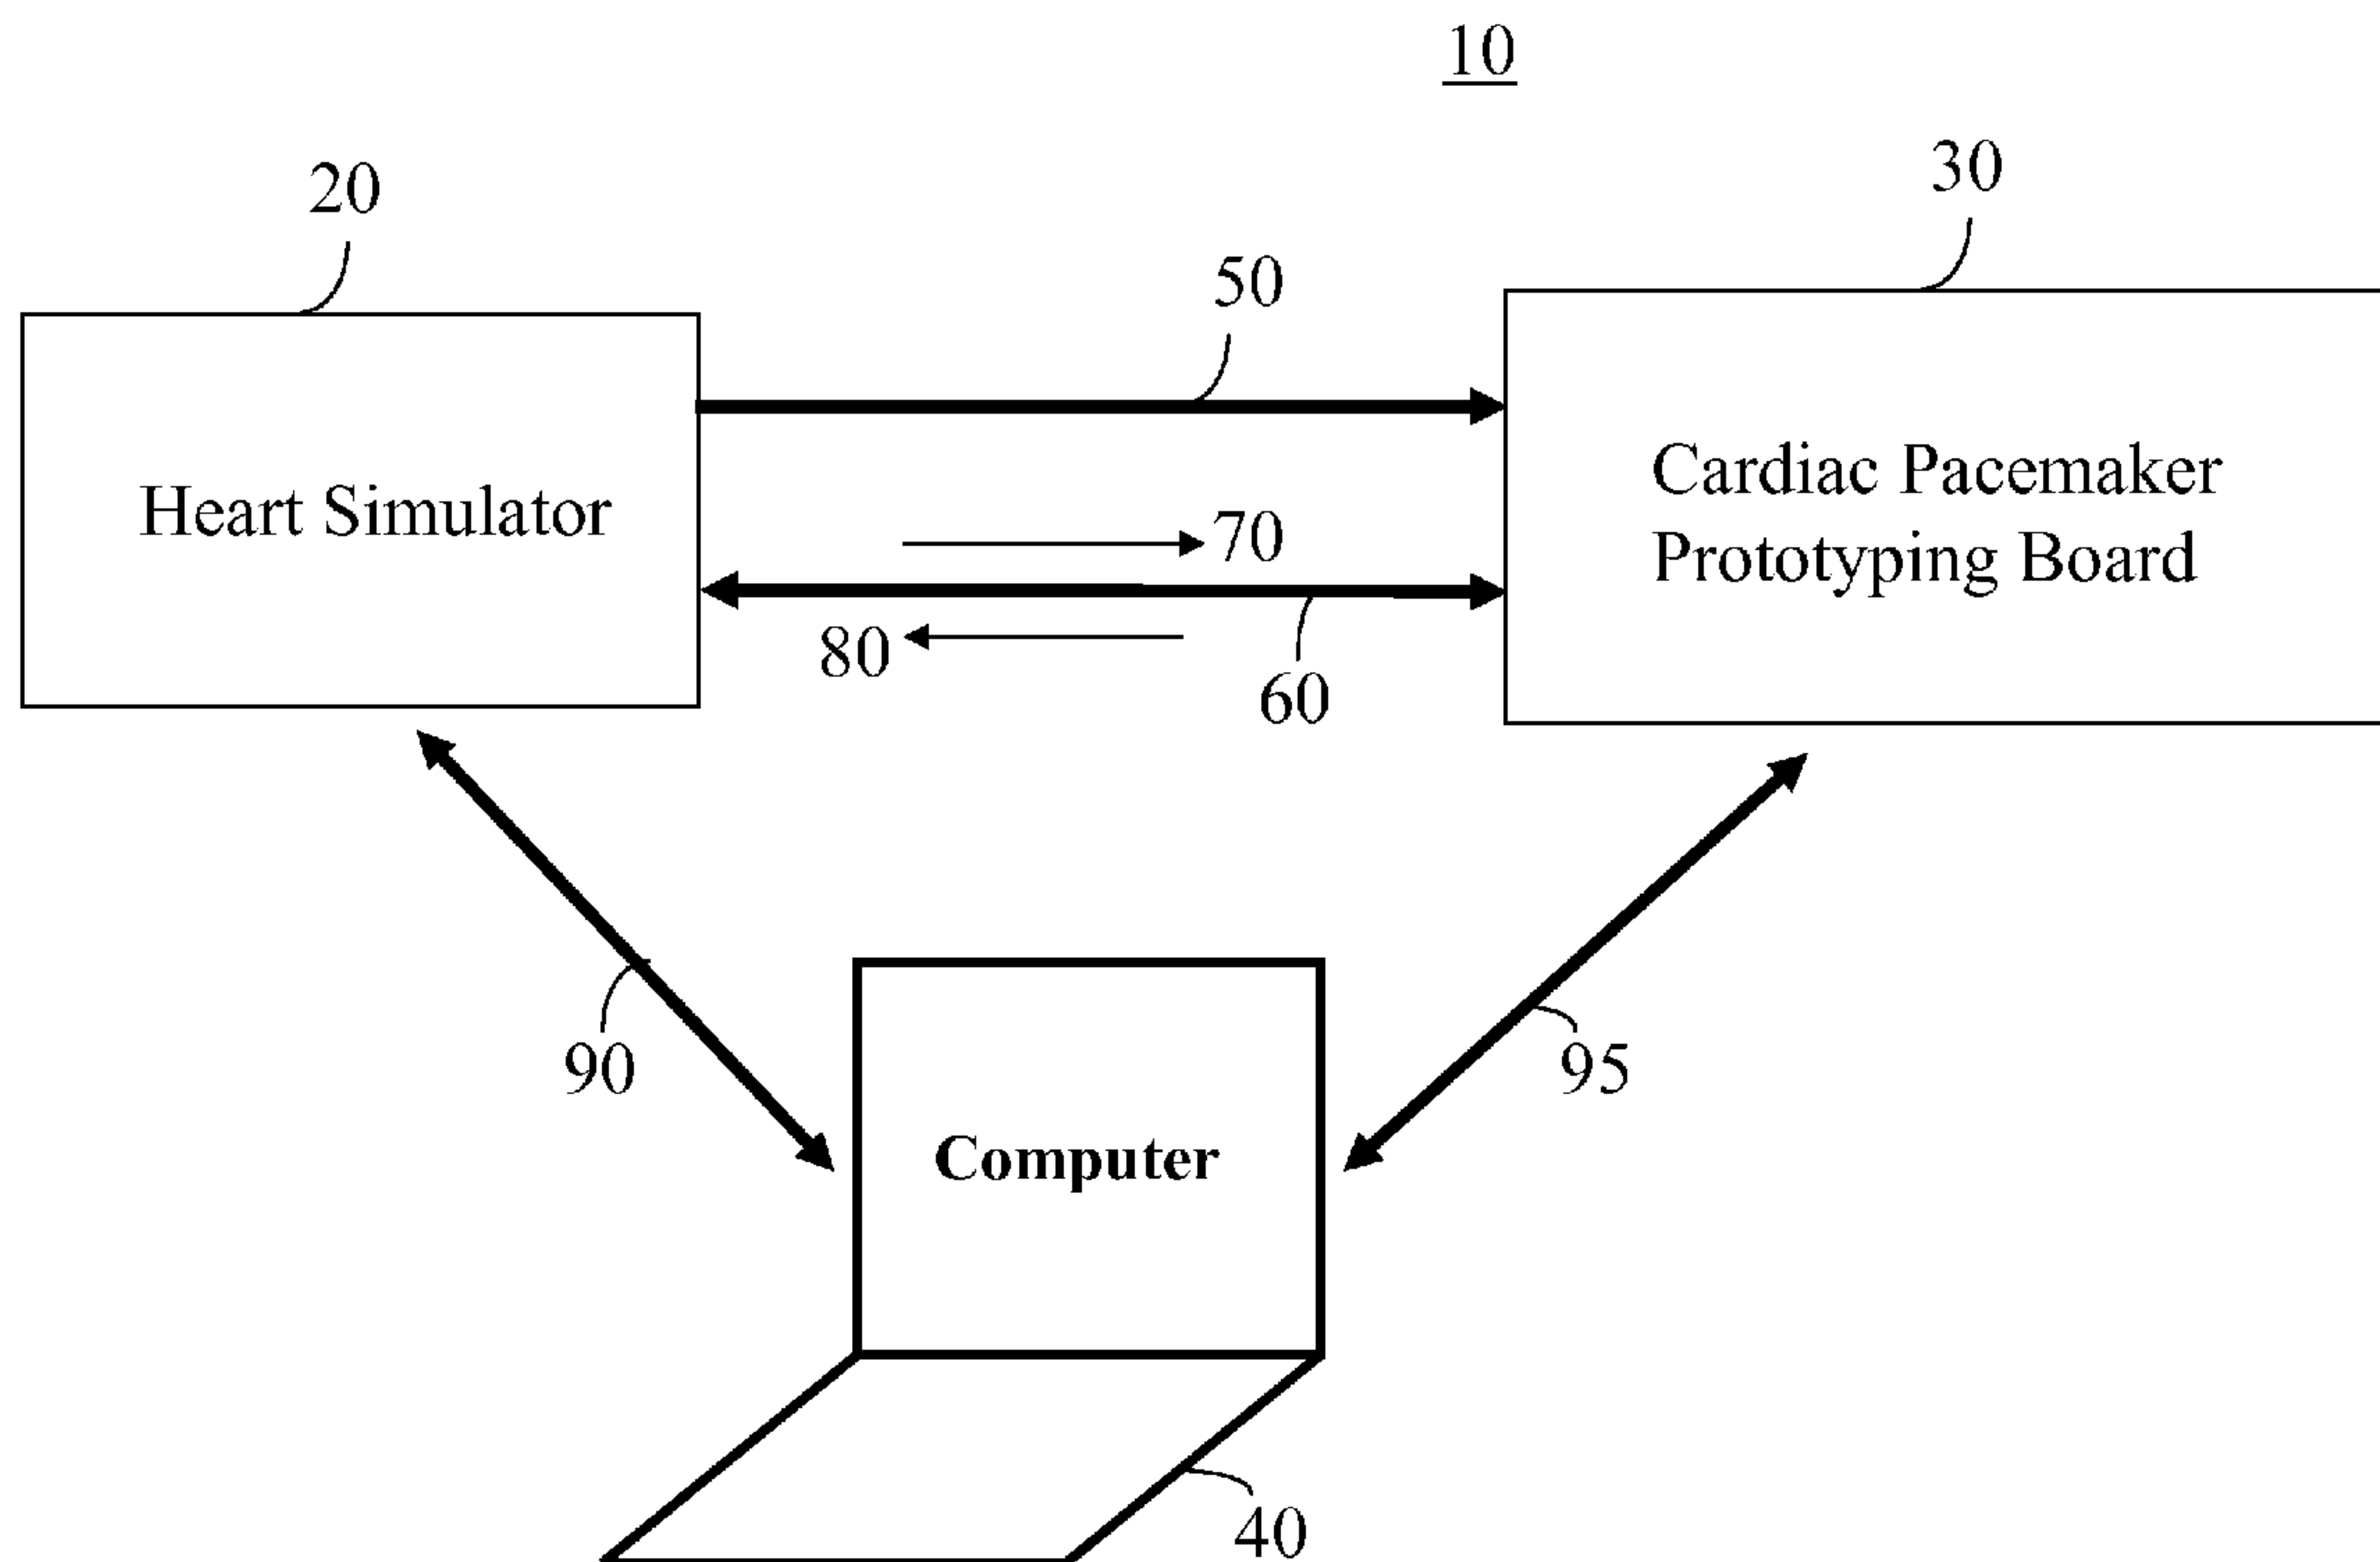 10
20
30
50
Heart Simulator
Cardiac Pacemaker
Prototyping Board
70
80
60
90
95
Computer
40